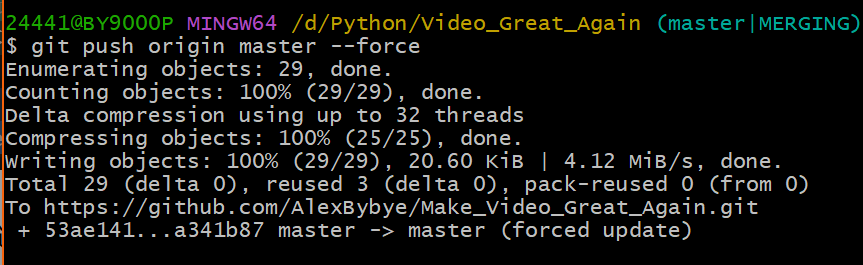 24441@BY9000P MINGW64 /d/Python/Video_Great_Again (master|MERGING)
$ git push origin master --force
Enumerating objects: 29, done.
Counting objects: 100% (29/29), done.
Delta compression using up to 32 threads
Compressing objects: 100% (25/25), done.
Writing objects: 100% (29/29), 20.60 KiB | 4.12 MiB/s, done.
Total 29 (delta 0), reused 3 (delta 0), pack-reused 0 (from 0)
To https://github.com/AlexBybye/Make_Video_Great_Again.git
 + 53ae141...a341b87 master -> master (forced update)